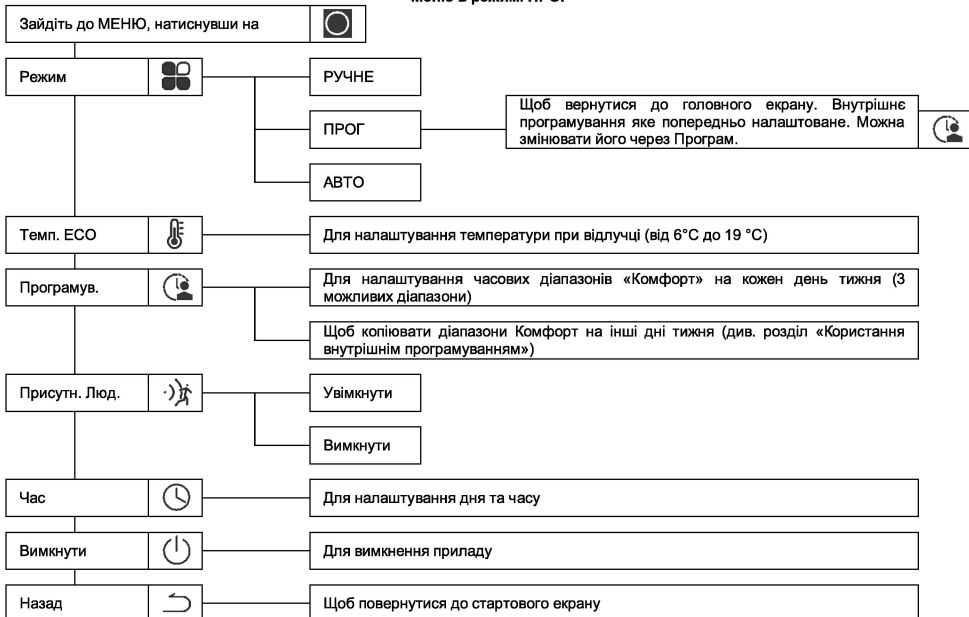 Зайдіть до МЕНЮ, натиснувши на
Режим
РУЧНЕ
ПРОГ
Щоб вернутися до головного екрану. Внутрішнє
програмування яке попередньо налаштоване. Можна
змінювати його через Програм.
АВТО
Темп. ECO
Для налаштування температури при відлучці (від 6°C до 19 °C)
Програмув.
Для налаштування часових діапазонів «Комфорт» на кожен день тижня (3
можливих діапазони)
Щоб копіювати діапазони Комфорт на інші дні тижня (див. розділ «Користання
внутрішнім програмуванням»)
Присутн. Люд.
Увімкнути
Вимкнути
Час
Для налаштування дня та часу
Вимкнути
Для вимкнення приладу
Назад
Щоб повернутися до стартового екрану